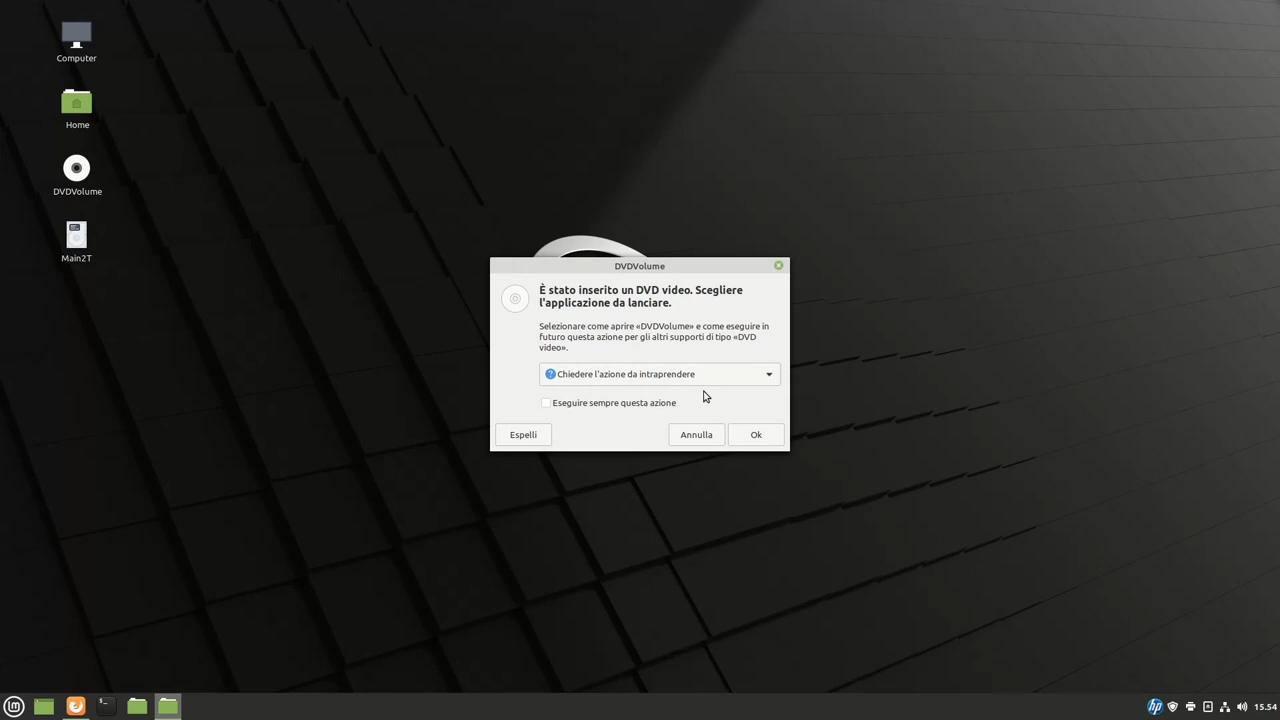 Computer
Home
DVDVolume
Main2T
DVDVolume
È stato inserito un DVD video. Scegliere
l'applicazione da lanciare.
Selezionare come aprire «DVDVolume» e come eseguire in
futuro questa azione per gli altri supporti di tipo «DVD
video».
Chiedere l'azione da intraprendere
Eseguire sempre questa azione
Espelli
Annulla
Ok
15.54